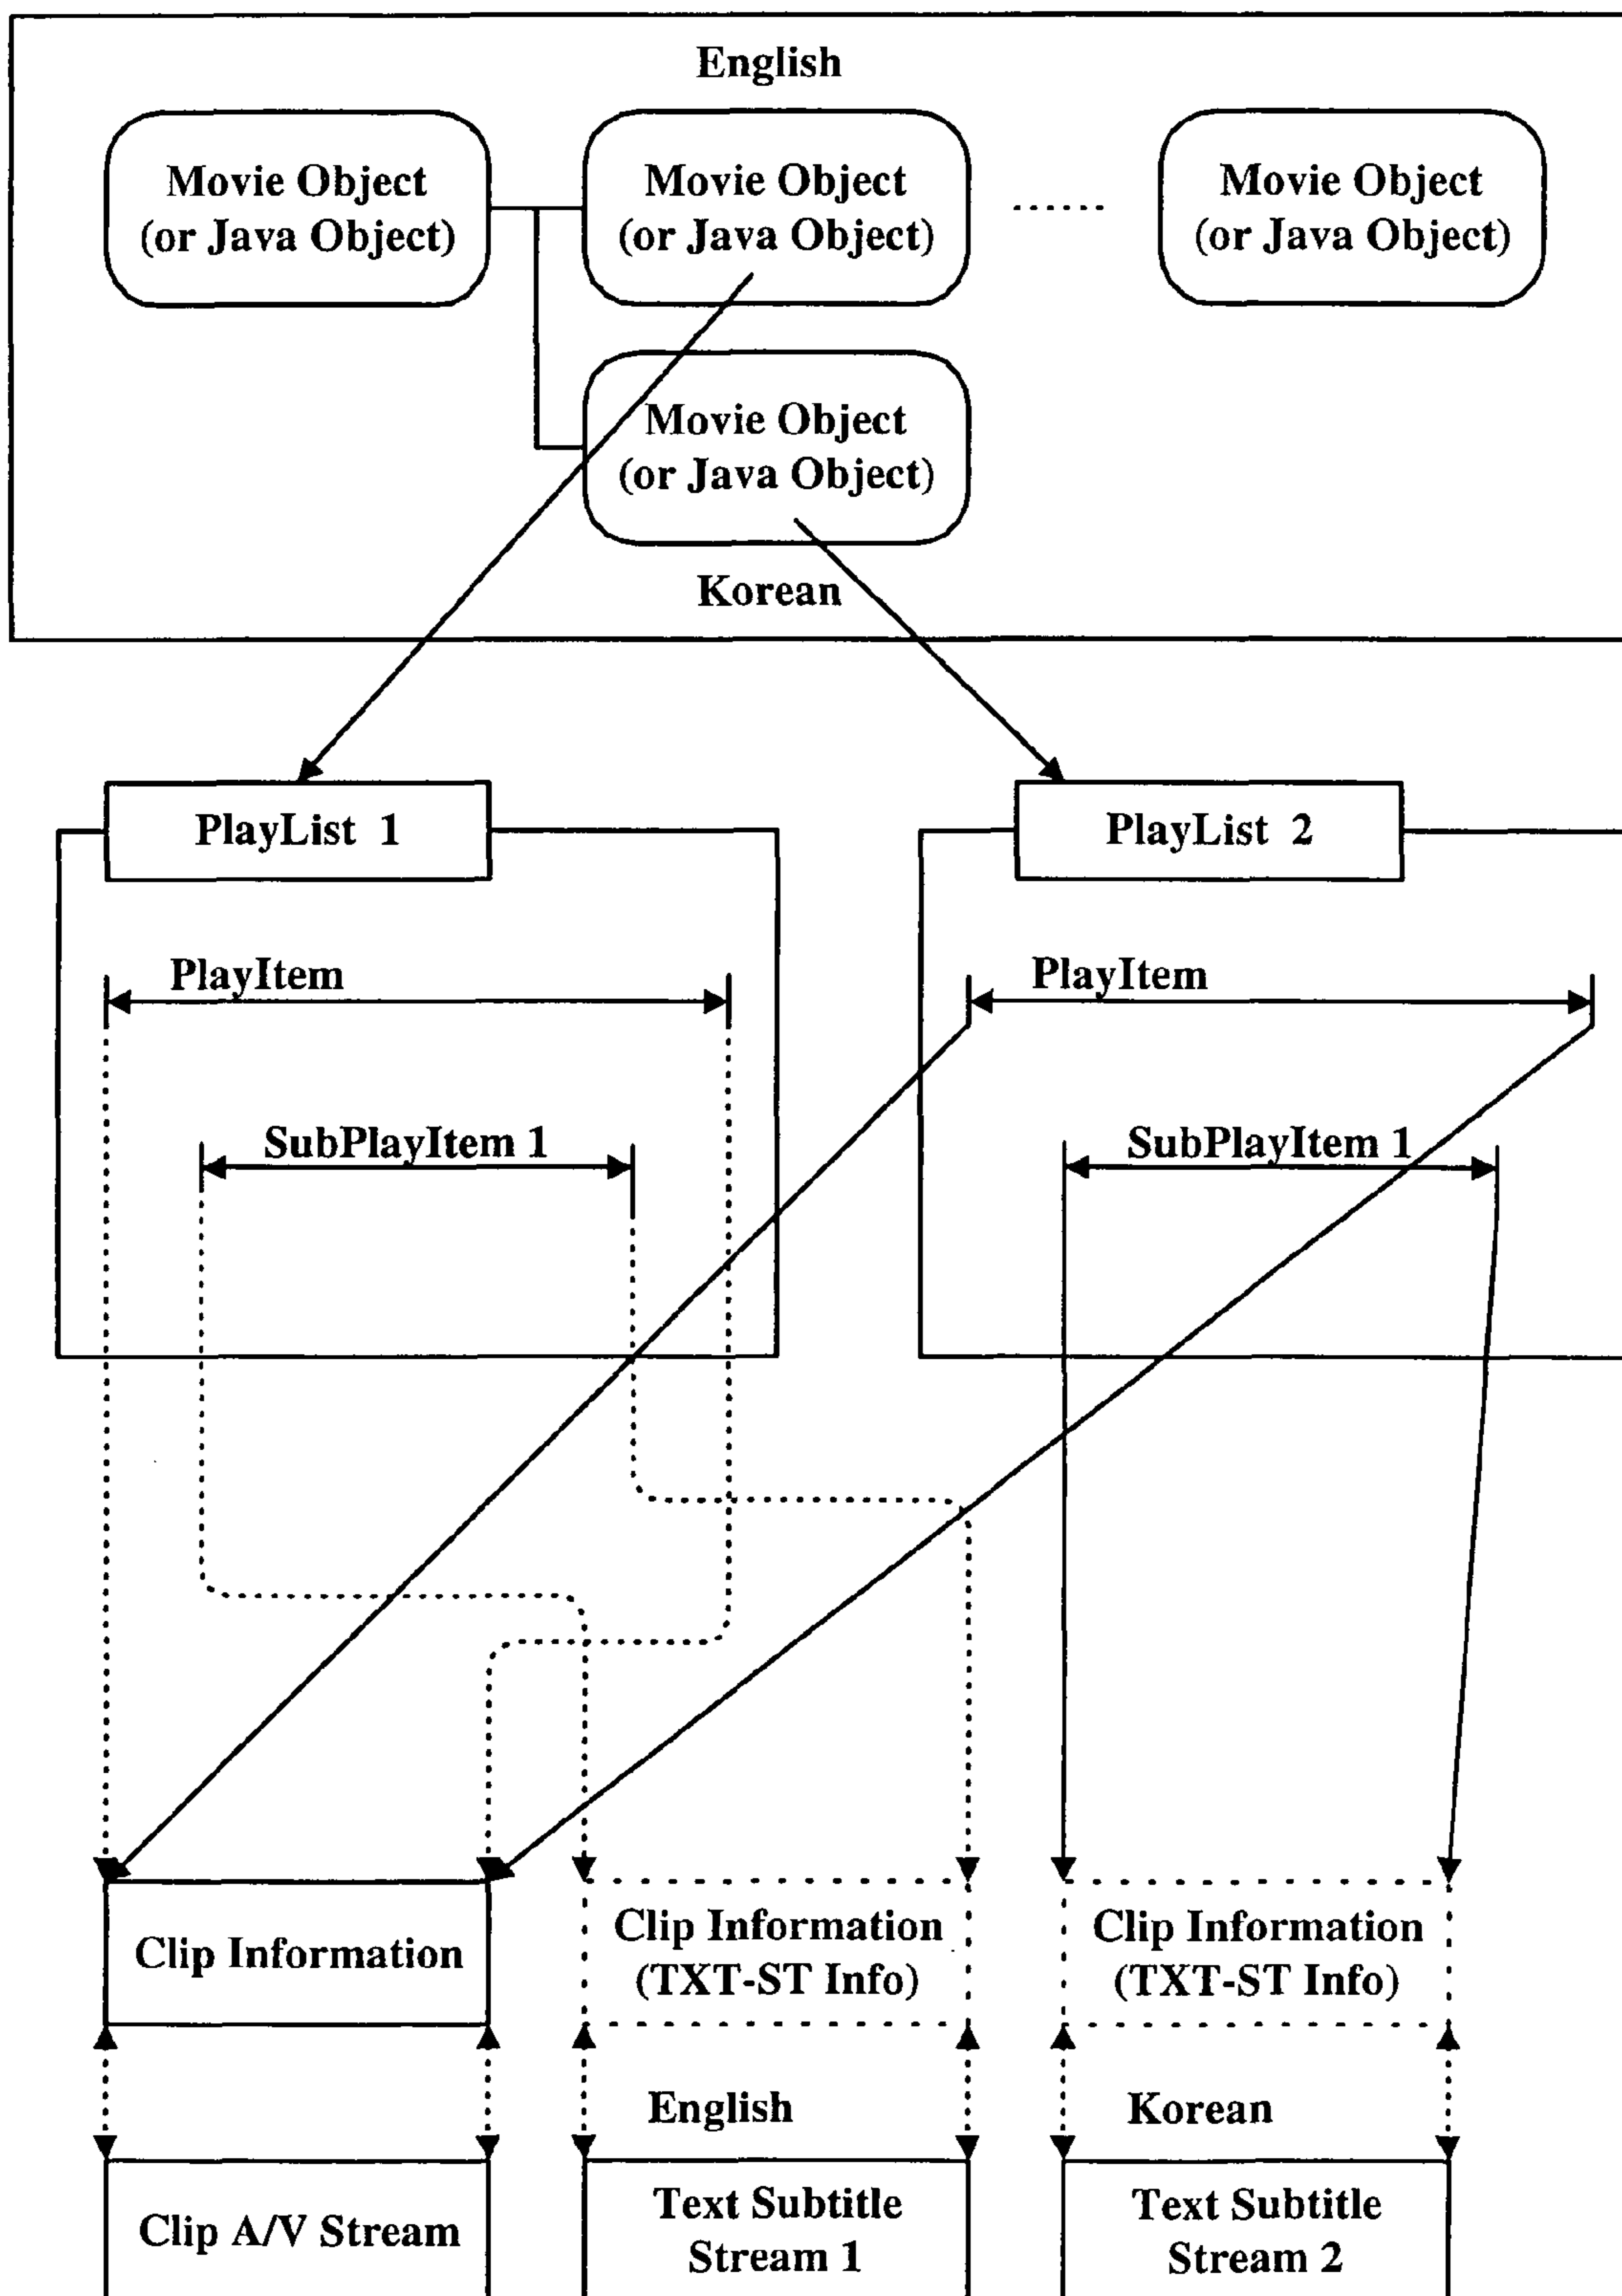 English
Movie Object
(or Java Object)
Movie Object
(or Java Object)
Movie Object
(or Java Object)
Movie Object
(or Java Object)
Korean
PlayList 1
PlayList 2
PlayItem
PlayItem
SubPlayItem 1
SubPlayItem 1
Clip Information
Clip Information
(TXT-ST Info)
Clip Information
(TXT-ST Info)
English
Korean
Clip A/V Stream
Text Subtitle
Stream 1
Text Subtitle
Stream 2